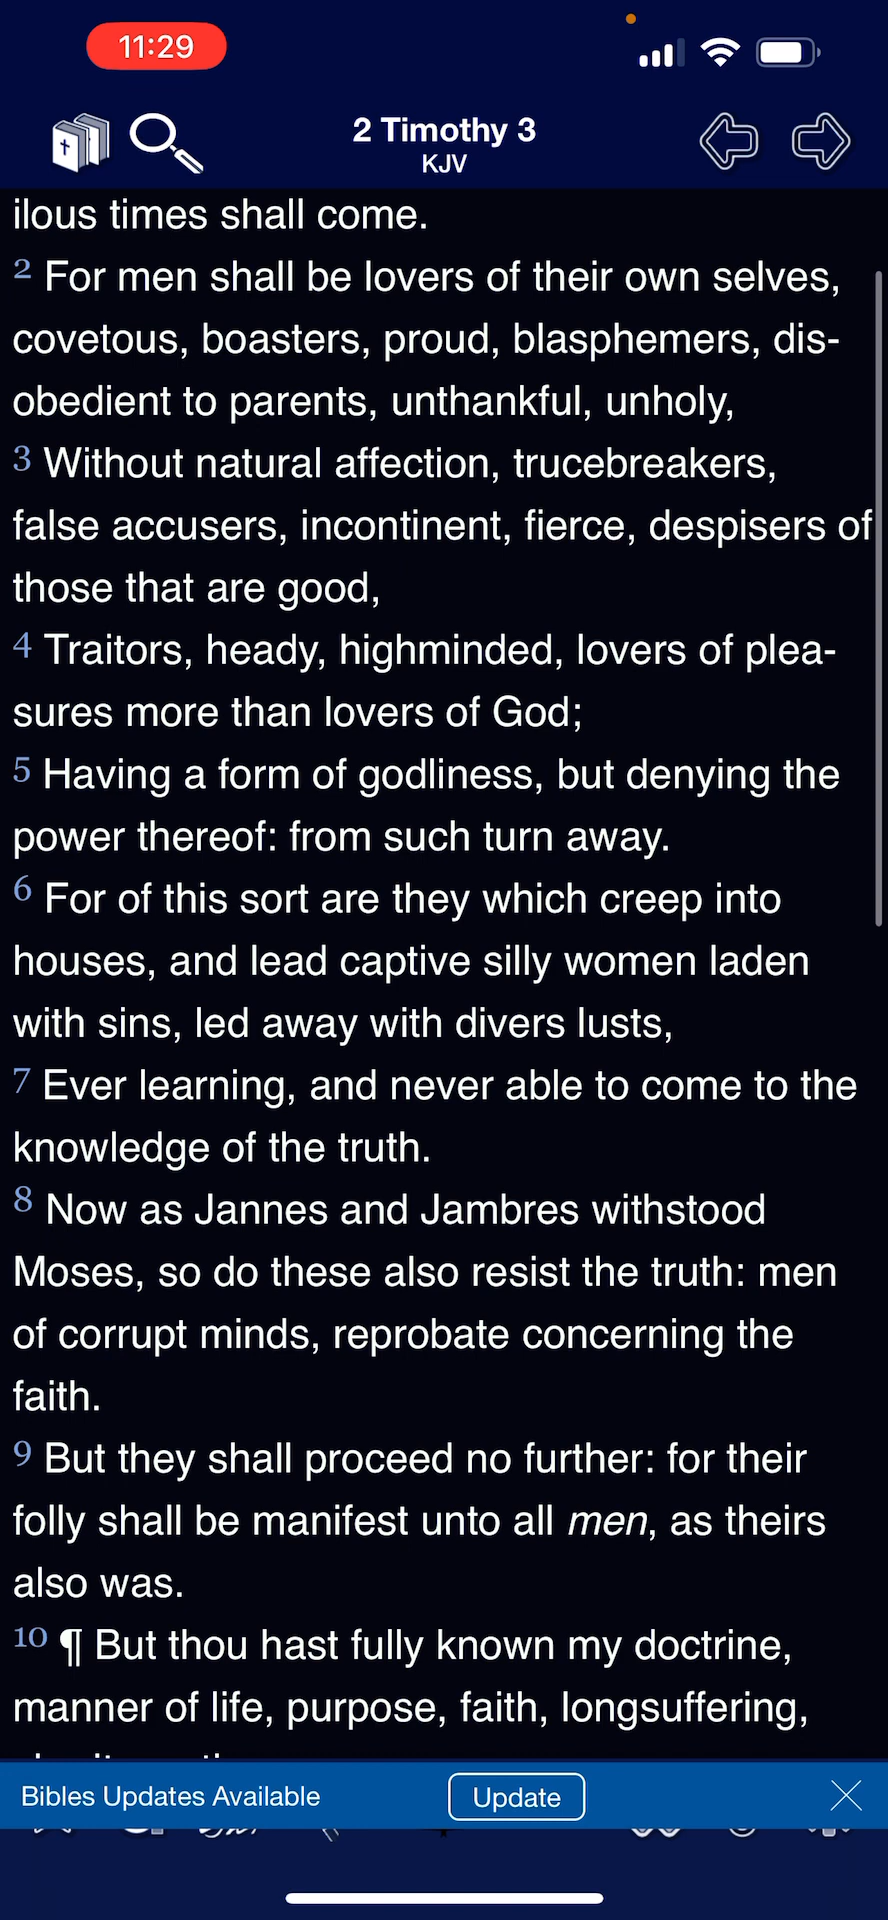 11:29
2 Timothy 3
KJV
ilous times shall come.
2 For men shall be lovers of their own selves,
covetous, boasters, proud, blasphemers, dis-
obedient to parents, unthankful, unholy,
3 Without natural affection, trucebreakers,
false accusers, incontinent, fierce, despisers of
those that are good,
4 Traitors, heady, highminded, lovers of plea-
sures more than lovers of God;
5 Having a form of godliness, but denying the
power thereof: from such turn away.
6 For of this sort are they which creep into
houses, and lead captive silly women laden
with sins, led away with divers lusts,
7 Ever learning, and never able to come to the
knowledge of the truth.
8 Now as Jannes and Jambres withstood
Moses, so do these also resist the truth: men
of corrupt minds, reprobate concerning the
faith.
9 But they shall proceed no further: for their
folly shall be manifest unto all men, as theirs
also was.
10 ¶ But thou hast fully known my doctrine,
manner of life, purpose, faith, longsuffering,
Bibles Updates Available
Update